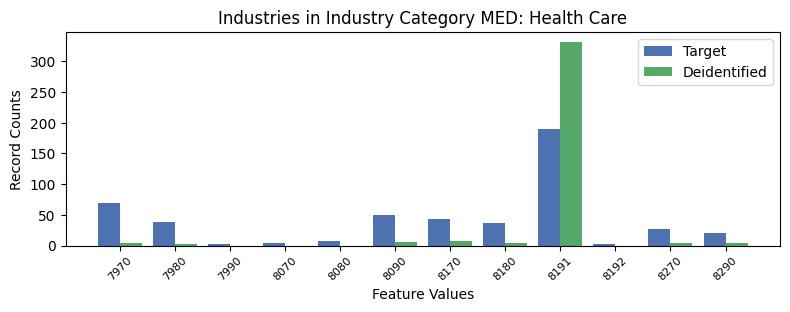 Industries in Industry Category MED: Health Care
Target
Deidentified
Record Counts
300
250
200
150
100
50
0
7970 7980 7990 8070 8080 8090 8170 8180 8191 8192 8270 8290
Feature Values